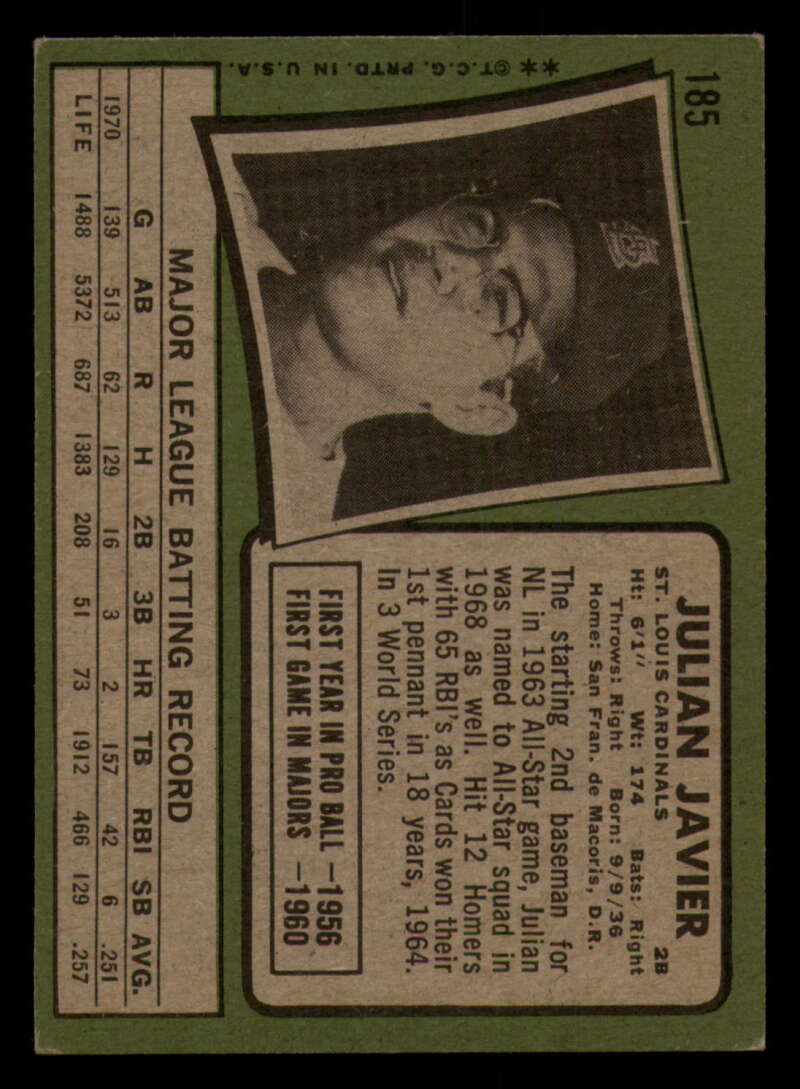 185
**©T.C.G. PRTD. IN U.S.A.
JULIAN JAVIER
ST. LOUIS CARDINALS 2B
Ht: 6'1" Wt: 174 Bats: Right
Throws: Right Born: 9/9/36
Home: San Fran. de Macoris, D.R.
The starting 2nd baseman for
NL in 1963 All-Star game, Julian
was named to All-Star squad in
1968 as well. Hit 12 Homers
with 65 RBI's as Cards won their
1st pennant in 18 years, 1964.
In 3 World Series.
FIRST YEAR IN PRO BALL —1956
FIRST GAME IN MAJORS —1960
MAJOR LEAGUE BATTING RECORD
G AB R H 2B 3B HR TB RBI SB AVG.
1970 139 513 62 129 16 3 2 157 42 6 .251
LIFE 1488 5372 687 1383 208 51 73 1912 466 129 .257